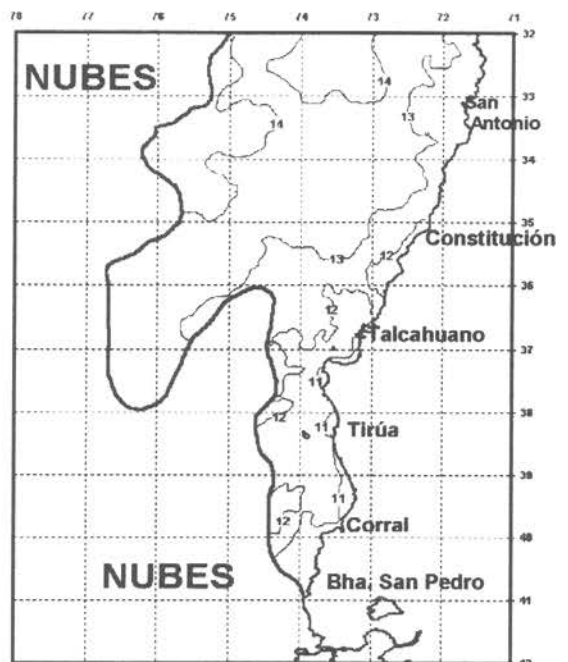 78 77 76 75 74 73 72 71
32
NUBES
14
33
San
13
Antonio
14
34
35
Constitución
12
13
36
12
Talcahuano
37
11
38
12
11
Tirúa
39
11
12
Corral
40
NUBES
Bha. San Pedro
41